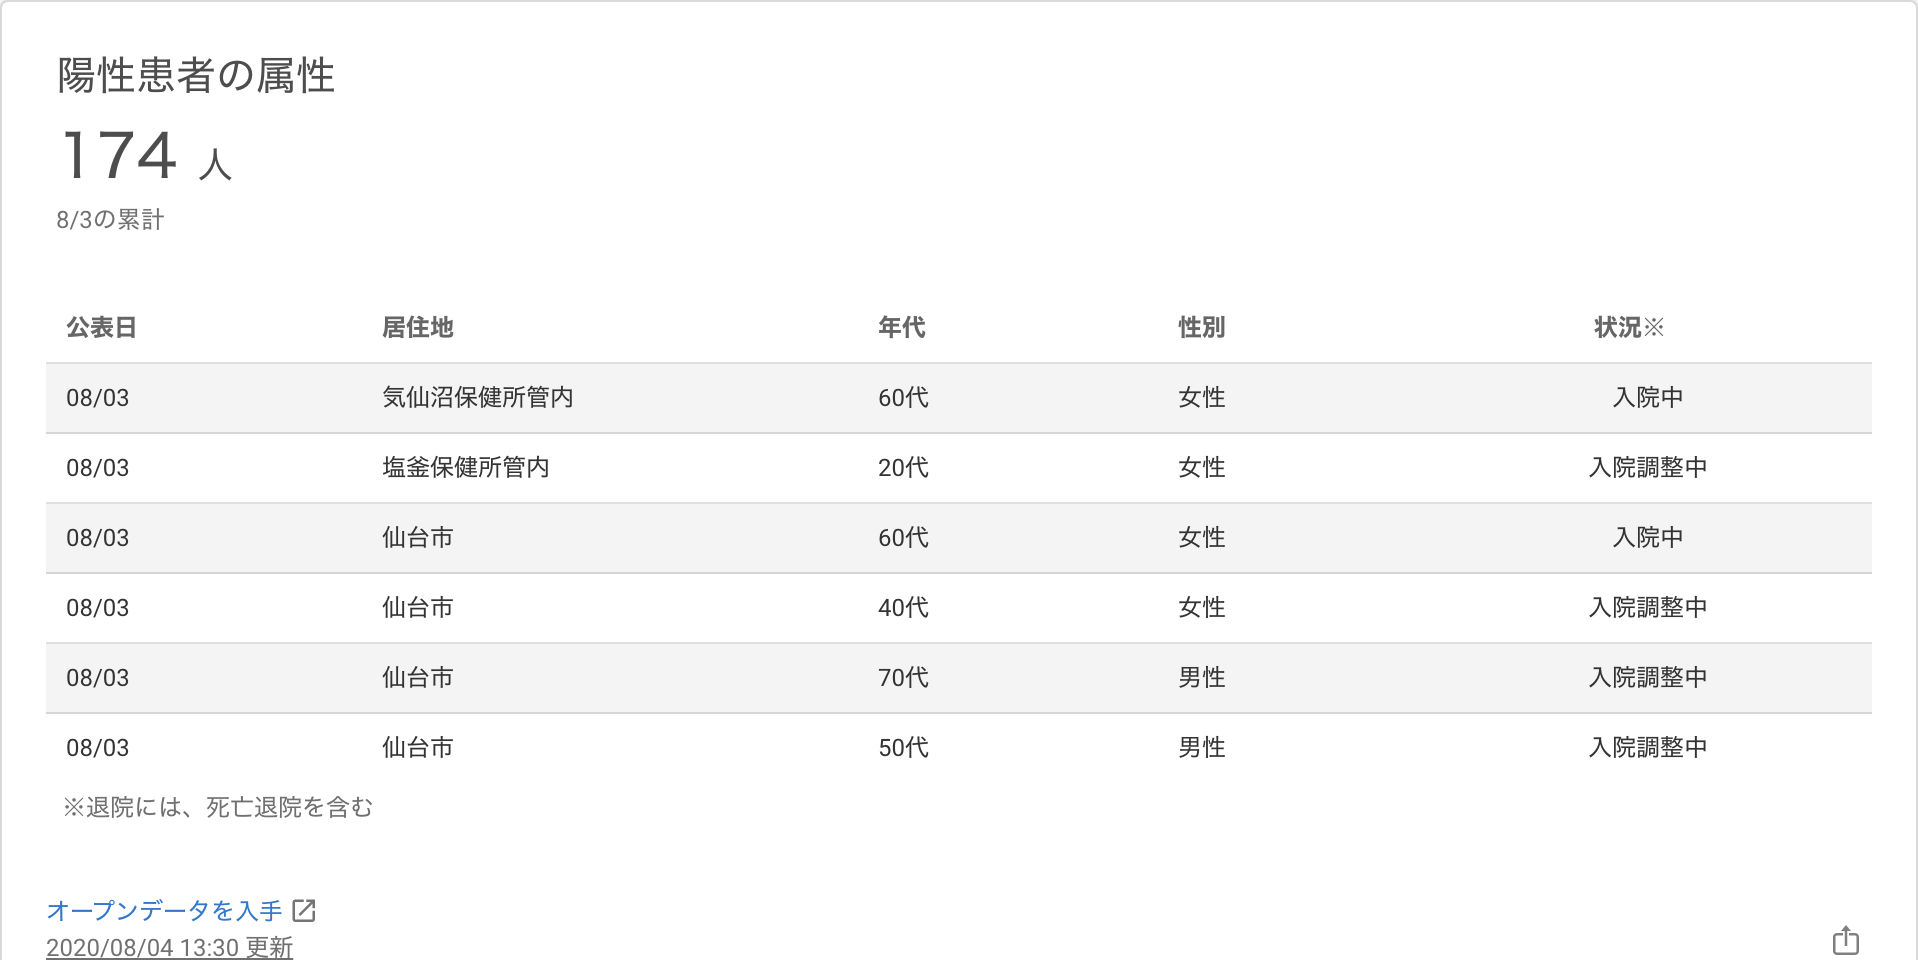 陽性患者の属性
174 人
8/3の累計
公表日 居住地 年代 性別 状況※
08/03 気仙沼保健所管内 60代 女性 入院中
08/03 塩釜保健所管内 20代 女性 入院調整中
08/03 仙台市 60代 女性 入院中
08/03 仙台市 40代 女性 入院調整中
08/03 仙台市 70代 男性 入院調整中
08/03 仙台市 50代 男性 入院調整中
※退院には、死亡退院を含む
オープンデータを入手
2020/08/04 13:30 更新